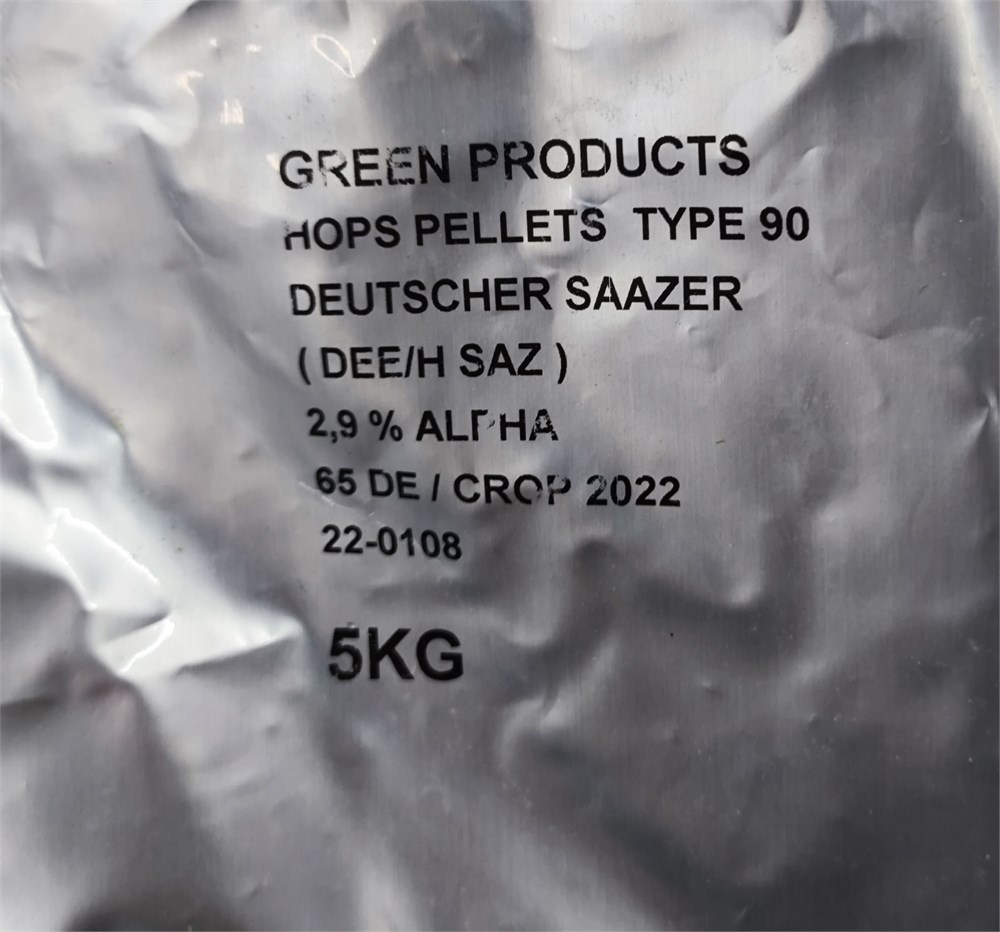 GREEN PRODUCTS
HOPS PELLETS TYPE 90
DEUTSCHER SAAZER
( DEE/H SAZ )
2,9 % ALPHA
65 DE / CROP 2022
22-0108
5KG